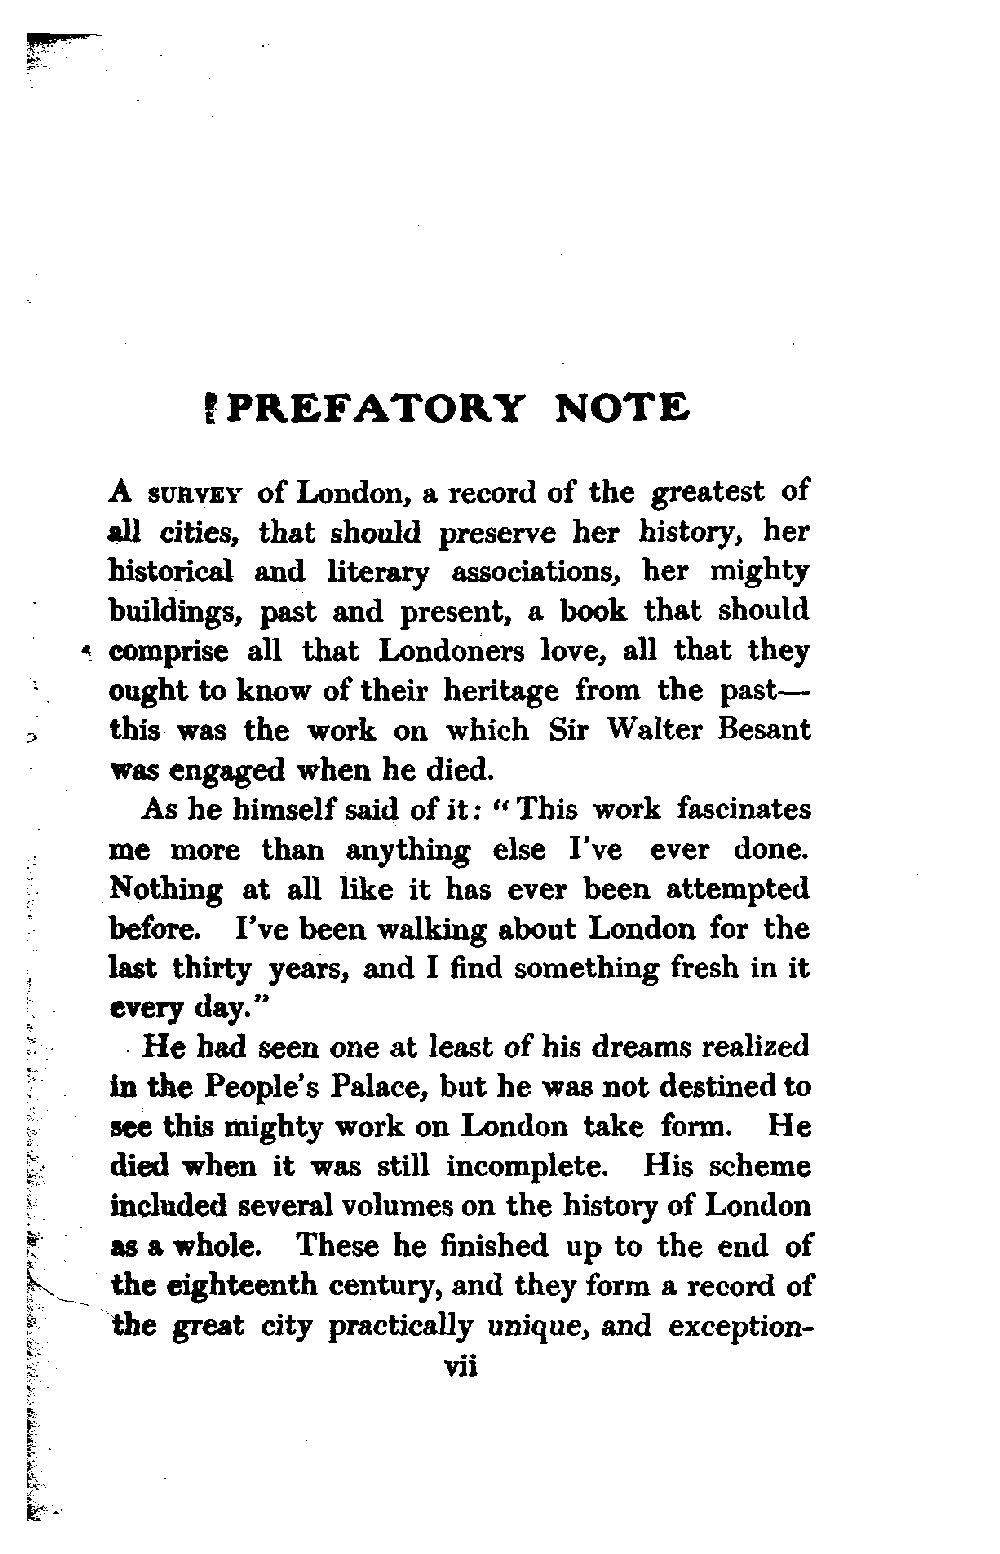 PREFATORY NOTE
A SURVEY of London, a record of the greatest of
all cities, that should preserve her history, her
historical and literary associations, her mighty
buildings, past and present, a book that should
comprise all that Londoners love, all that they
ought to know of their heritage from the past—
this was the work on which Sir Walter Besant
was engaged when he died.
As he himself said of it: “This work fascinates
me more than anything else I've ever done.
Nothing at all like it has ever been attempted
before. I've been walking about London for the
last thirty years, and I find something fresh in it
every day.”
He had seen one at least of his dreams realized
in the People's Palace, but he was not destined to
see this mighty work on London take form. He
died when it was still incomplete. His scheme
included several volumes on the history of London
as a whole. These he finished up to the end of
the eighteenth century, and they form a record of
the great city practically unique, and exception-
vii